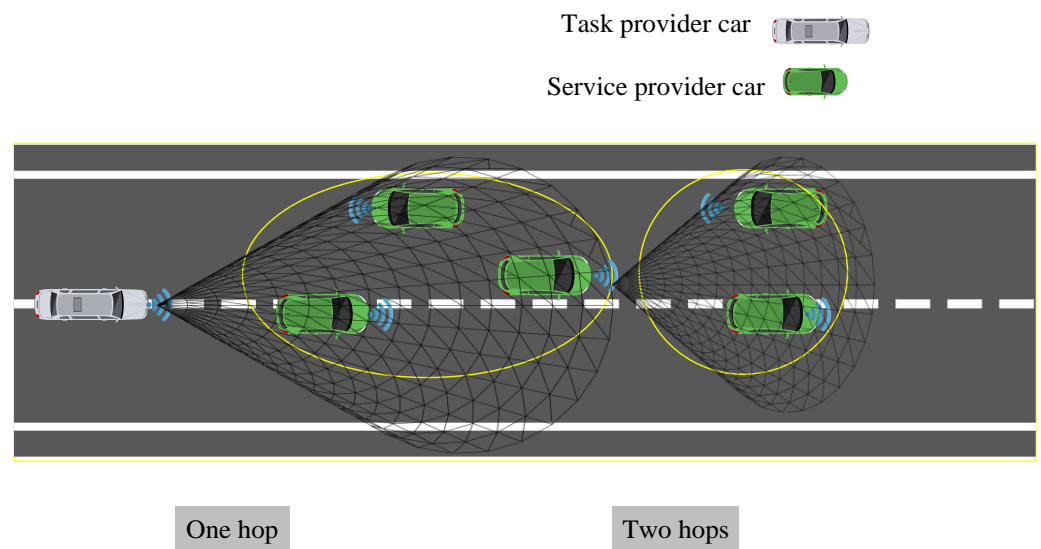 Task provider car
Service provider car
One hop
Two hops